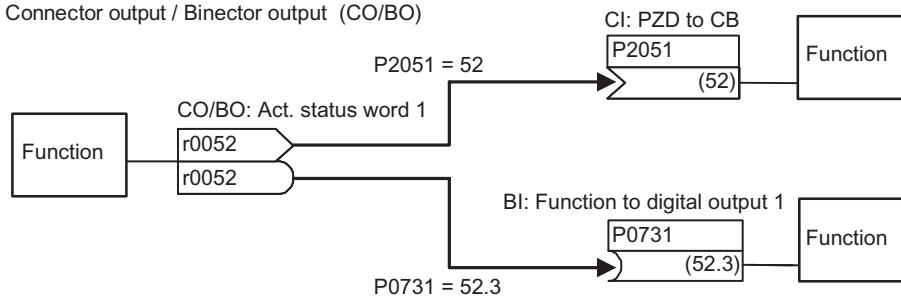 Connector output / Binector output (CO/BO)
CI: PZD to CB
P2051
(52)
Function
P2051 = 52
CO/BO: Act. status word 1
Function
r0052
r0052
BI: Function to digital output 1
P0731
(52.3)
Function
P0731 = 52.3